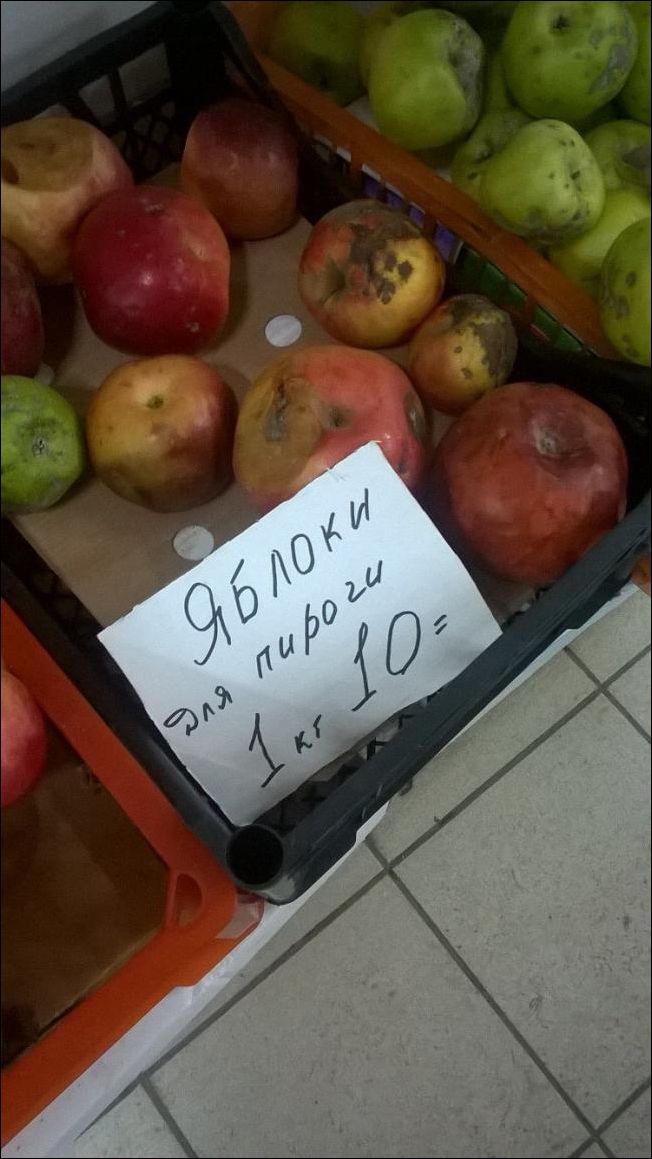 Яблоки
для пироги
1 кг 10=